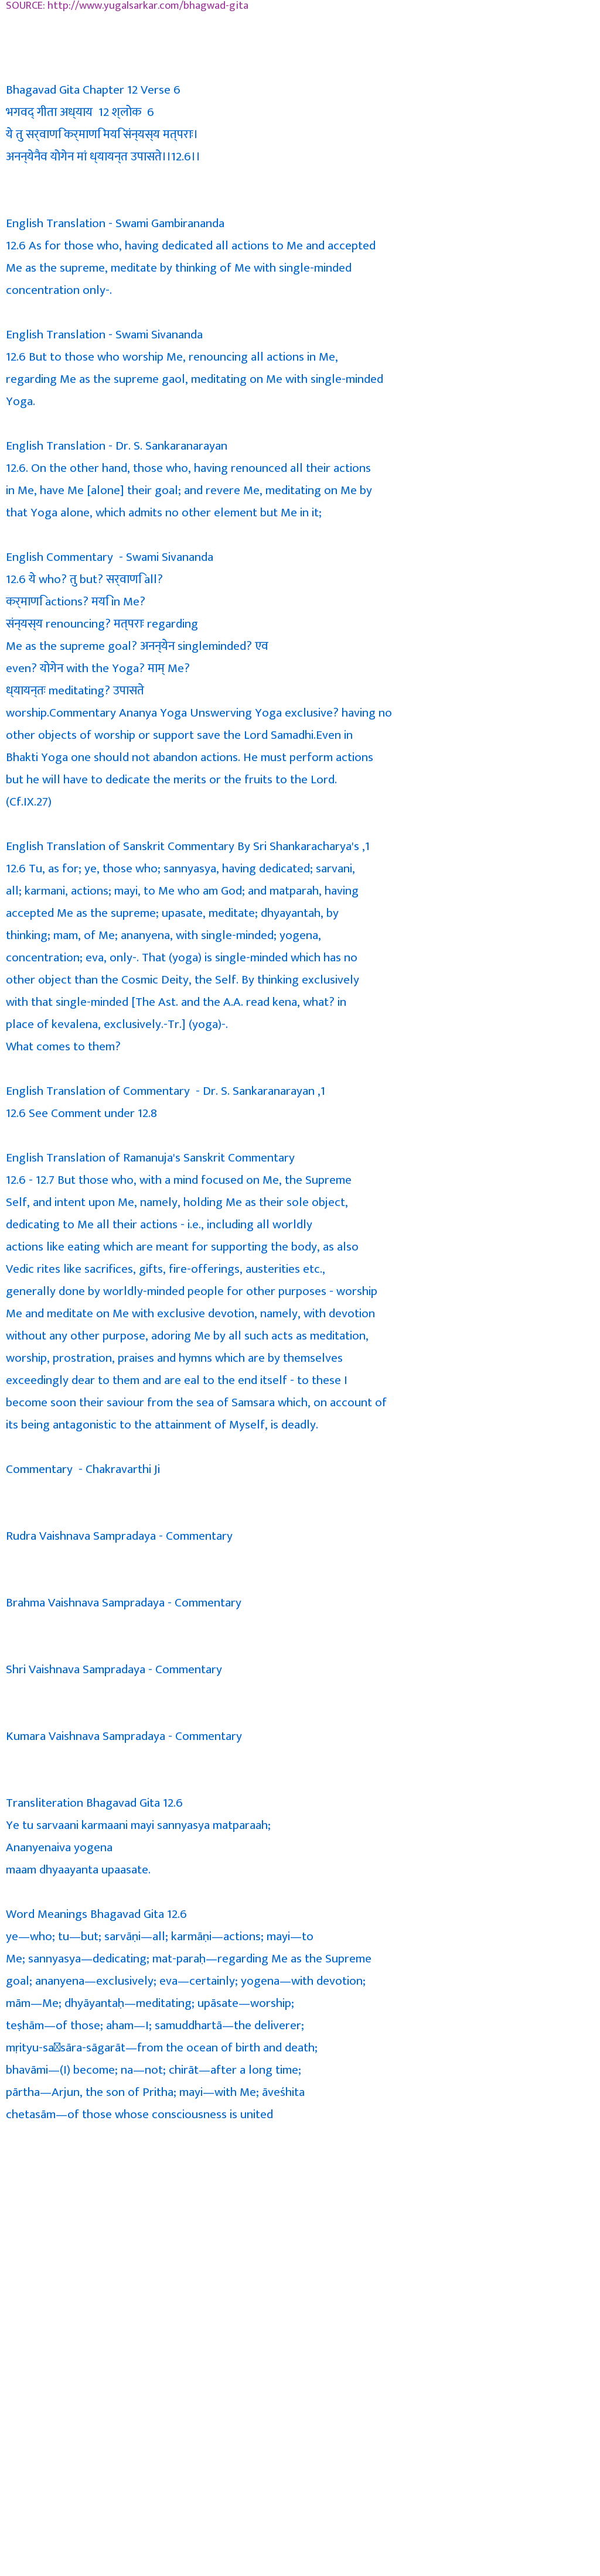 SOURCE: http://www.yugalsarkar.com/bhagwad-gita
Bhagavad Gita Chapter 12 Verse 6
भगवद् गीता अध्याय  12 श्लोक  6
ये तु सर्वाणि कर्माणि मयि संन्यस्य मत्पराः।
अनन्येनैव योगेन मां ध्यायन्त उपासते।।12.6।।
English Translation - Swami Gambirananda
12.6 As for those who, having dedicated all actions to Me and accepted
Me as the supreme, meditate by thinking of Me with single-minded
concentration only-.
English Translation - Swami Sivananda
12.6 But to those who worship Me, renouncing all actions in Me,
regarding Me as the supreme gaol, meditating on Me with single-minded
Yoga.
English Translation - Dr. S. Sankaranarayan
12.6. On the other hand, those who, having renounced all their actions
in Me, have Me [alone] their goal; and revere Me, meditating on Me by
that Yoga alone, which admits no other element but Me in it;
English Commentary  - Swami Sivananda
12.6 ये who? तु but? सर्वाणि all?
कर्माणि actions? मयि in Me?
संन्यस्य renouncing? मत्पराः regarding
Me as the supreme goal? अनन्येन singleminded? एव
even? योगेन with the Yoga? माम् Me?
ध्यायन्तः meditating? उपासते
worship.Commentary Ananya Yoga Unswerving Yoga exclusive? having no
other objects of worship or support save the Lord Samadhi.Even in
Bhakti Yoga one should not abandon actions. He must perform actions
but he will have to dedicate the merits or the fruits to the Lord.
(Cf.IX.27)
English Translation of Sanskrit Commentary By Sri Shankaracharya's ,1
12.6 Tu, as for; ye, those who; sannyasya, having dedicated; sarvani,
all; karmani, actions; mayi, to Me who am God; and matparah, having
accepted Me as the supreme; upasate, meditate; dhyayantah, by
thinking; mam, of Me; ananyena, with single-minded; yogena,
concentration; eva, only-. That (yoga) is single-minded which has no
other object than the Cosmic Deity, the Self. By thinking exclusively
with that single-minded [The Ast. and the A.A. read kena, what? in
place of kevalena, exclusively.-Tr.] (yoga)-.
What comes to them?
English Translation of Commentary  - Dr. S. Sankaranarayan ,1
12.6 See Comment under 12.8
English Translation of Ramanuja's Sanskrit Commentary
12.6 - 12.7 But those who, with a mind focused on Me, the Supreme
Self, and intent upon Me, namely, holding Me as their sole object,
dedicating to Me all their actions - i.e., including all worldly
actions like eating which are meant for supporting the body, as also
Vedic rites like sacrifices, gifts, fire-offerings, austerities etc.,
generally done by worldly-minded people for other purposes - worship
Me and meditate on Me with exclusive devotion, namely, with devotion
without any other purpose, adoring Me by all such acts as meditation,
worship, prostration, praises and hymns which are by themselves
exceedingly dear to them and are eal to the end itself - to these I
become soon their saviour from the sea of Samsara which, on account of
its being antagonistic to the attainment of Myself, is deadly.
Commentary  - Chakravarthi Ji
Rudra Vaishnava Sampradaya - Commentary
Brahma Vaishnava Sampradaya - Commentary
Shri Vaishnava Sampradaya - Commentary
Kumara Vaishnava Sampradaya - Commentary
Transliteration Bhagavad Gita 12.6
Ye tu sarvaani karmaani mayi sannyasya matparaah;
Ananyenaiva yogena
maam dhyaayanta upaasate.
Word Meanings Bhagavad Gita 12.6
ye—who; tu—but; sarvāṇi—all; karmāṇi—actions; mayi—to
Me; sannyasya—dedicating; mat-paraḥ—regarding Me as the Supreme
goal; ananyena—exclusively; eva—certainly; yogena—with devotion;
mām—Me; dhyāyantaḥ—meditating; upāsate—worship;
teṣhām—of those; aham—I; samuddhartā—the deliverer;
mṛityu-sa☒sāra-sāgarāt—from the ocean of birth and death;
bhavāmi—(I) become; na—not; chirāt—after a long time;
pārtha—Arjun, the son of Pritha; mayi—with Me; āveśhita
chetasām—of those whose consciousness is united